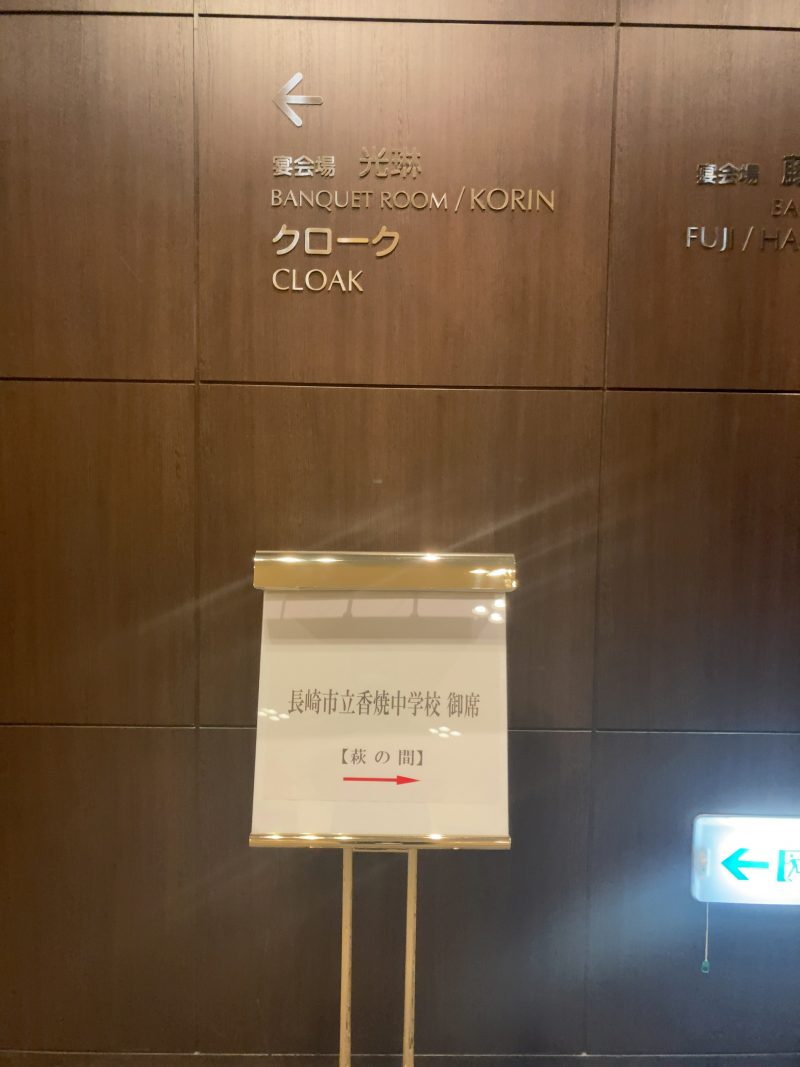 宴会場 光琳
BANQUET ROOM / KORIN
クローク
CLOAK
宴会場
BA
FUJI / HA
長崎市立香焼中学校 御席
【萩の間】